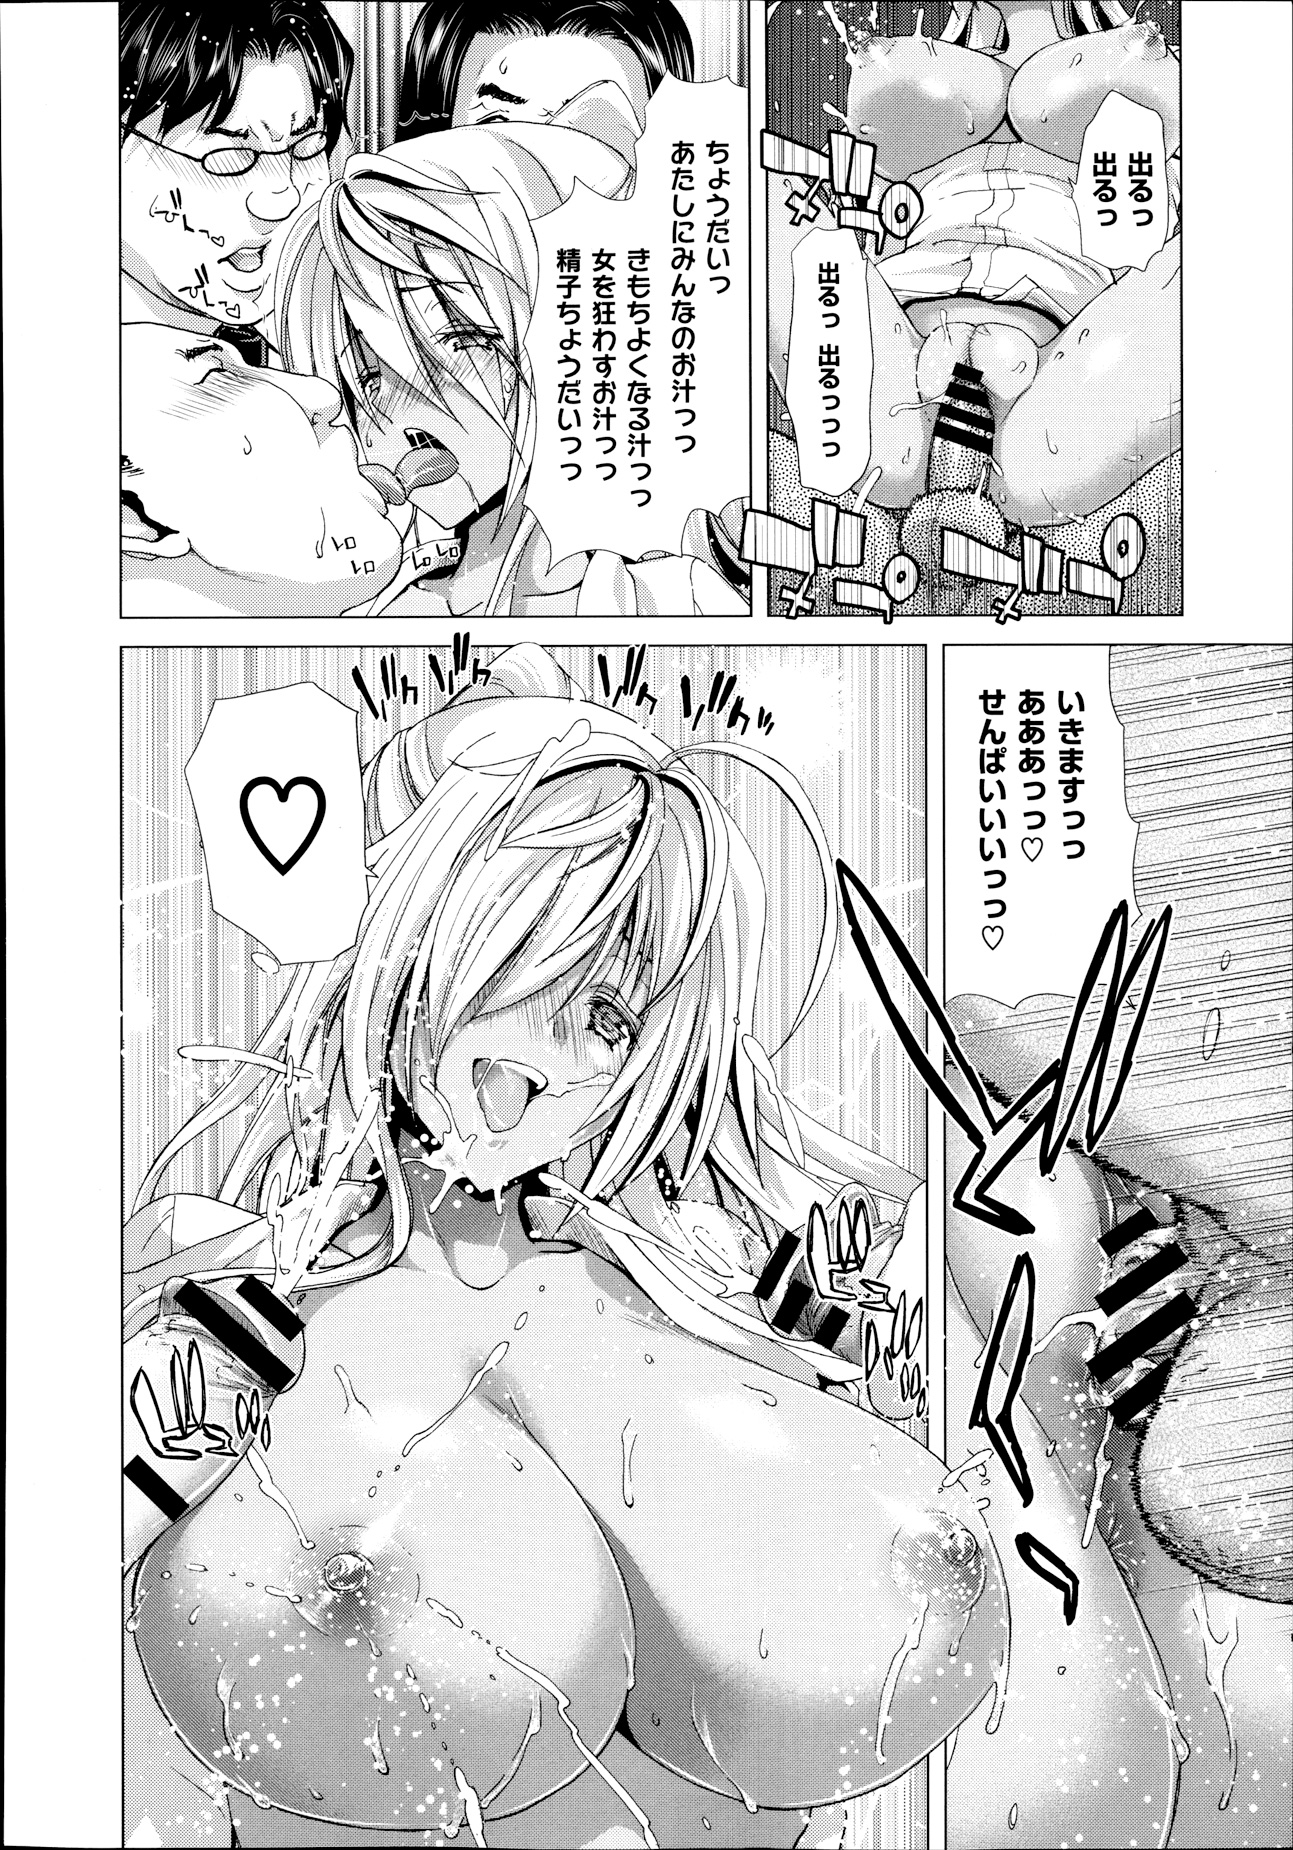 出るっ
出るっ
出るっ 出るっっっ
ちょうだいっ
あたしにみんなのお汁っっ
きもちよくなる汁っっ
女を狂わすお汁っっ
精子ちょうだいっっ
レロ
レロ
いきますっっ
あああっっ♡
せんぱいいいっっ♡
♡